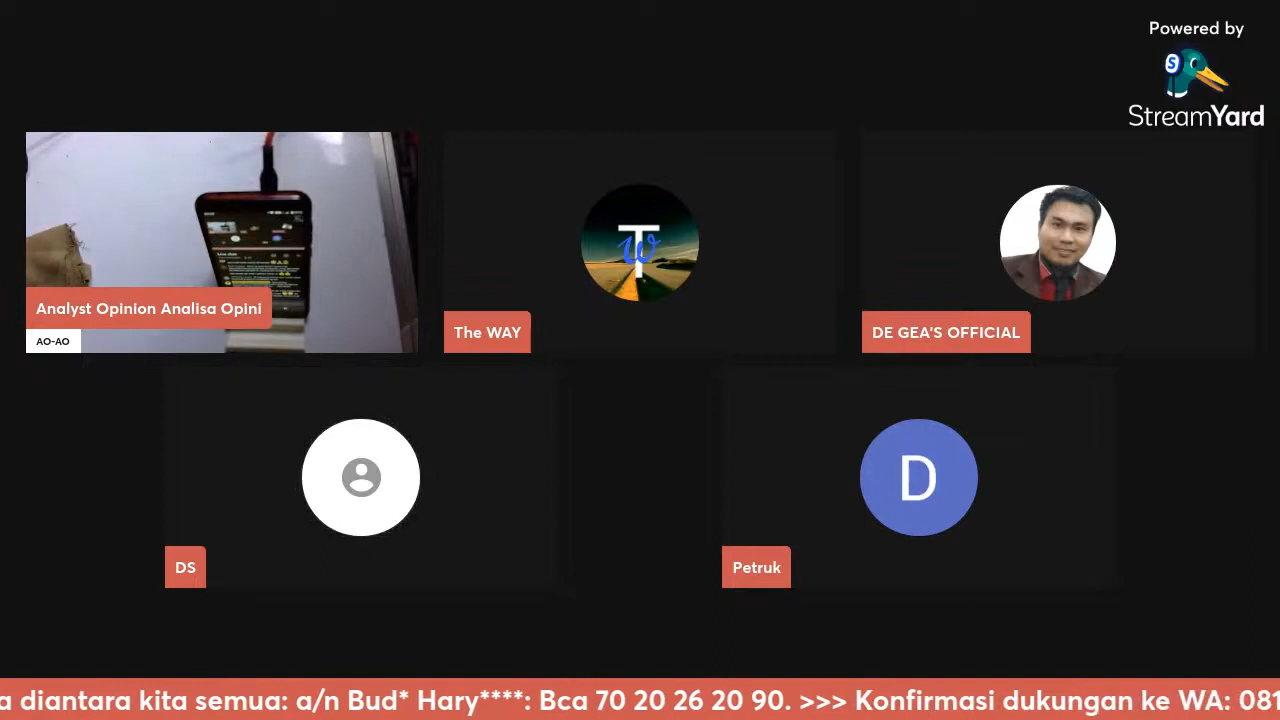 Powered by
StreamYard
Analyst Opinion Analisa Opini
AO-AO
T
w
The WAY
DE GEA'S OFFICIAL
DS
D
Petruk
a diantara kita semua: a/n Bud* Hary****: Bca 70 20 26 20 90. >>> Konfirmasi dukungan ke WA: 081